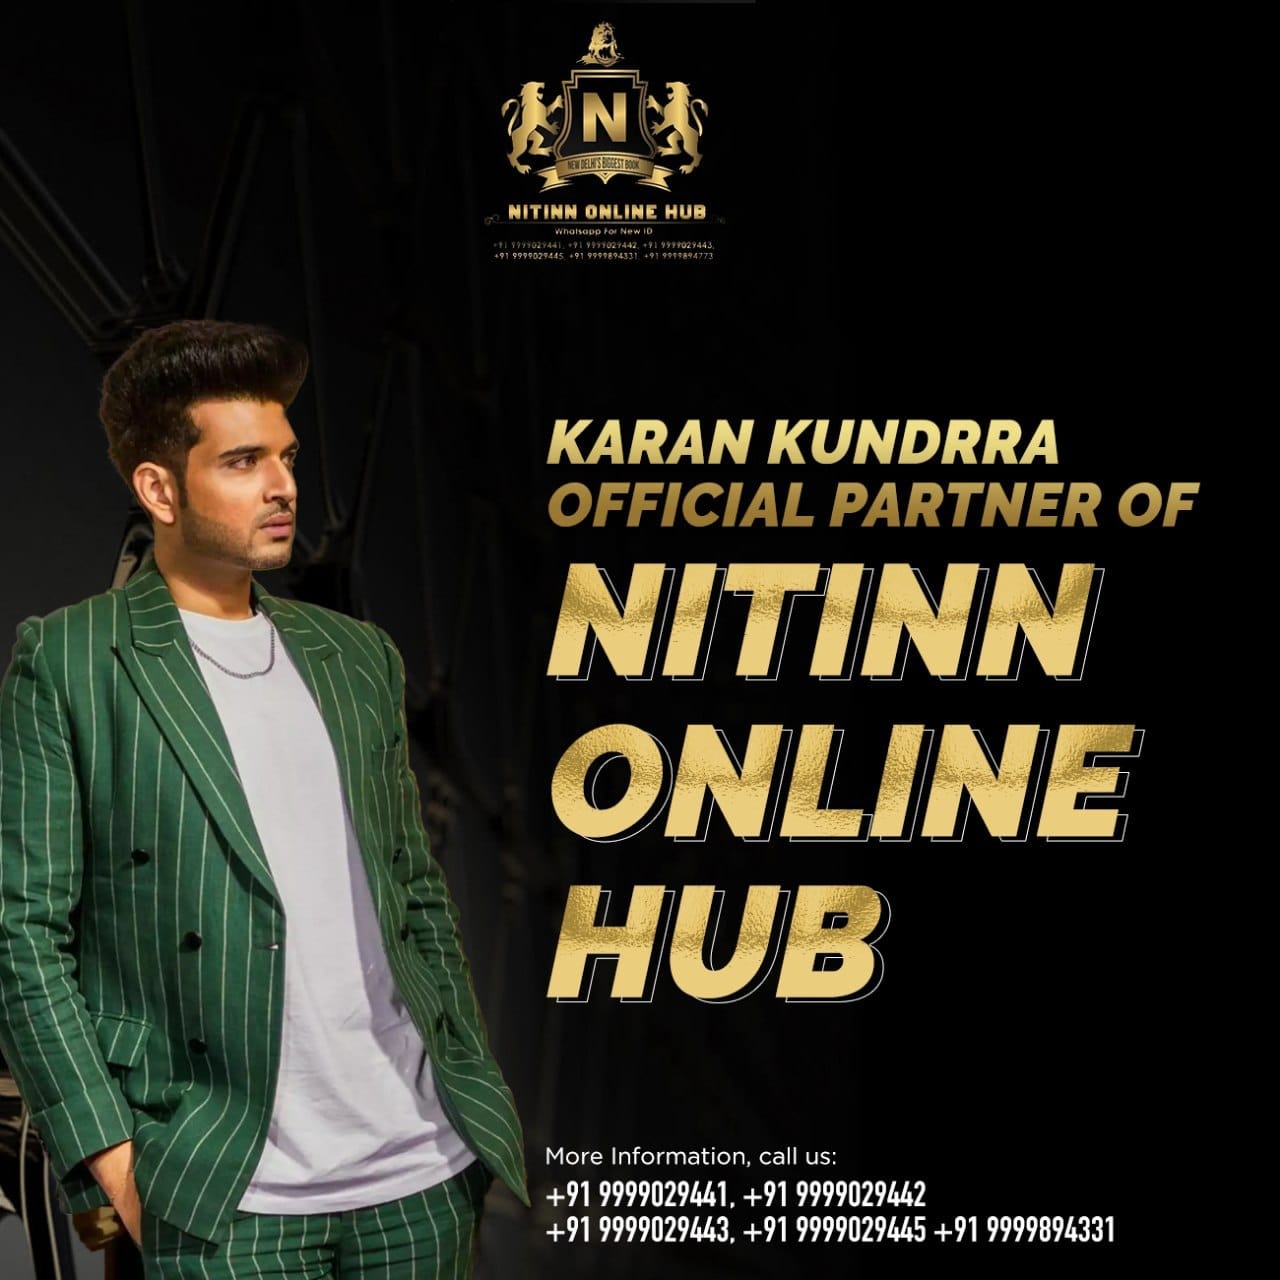 N
NEW DELHI'S BIGGEST BOOK
NITINN ONLINE HUB
Whatsapp For New ID
+91 9999029441, +91 9999029442, +91 9999029443,
+91 9999029445, +91 9999894331, +91 9999894773
KARAN KUNDRRA
OFFICIAL PARTNER OF
NITINN
ONLINE
HUB
More Information, call us:
+91 9999029441, +91 9999029442
+91 9999029443, +91 9999029445 +91 9999894331